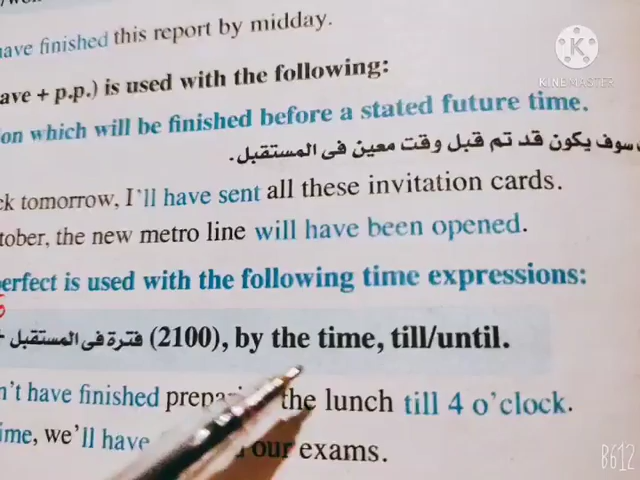 have finished this report by midday.
ave + p.p.) is used with the following:
on which will be finished before a stated future time.
سوف يكون قد تم قبل وقت معين فى المستقبل.
ck tomorrow, I'll have sent all these invitation cards.
tober, the new metro line will have been opened.
erfect is used with the following time expressions:
فترة فى المستقبل (2100), by the time, till/until.
n't have finished the lunch till 4 o'clock.
ime, we'll have our exams.
KINEMASTER
B612